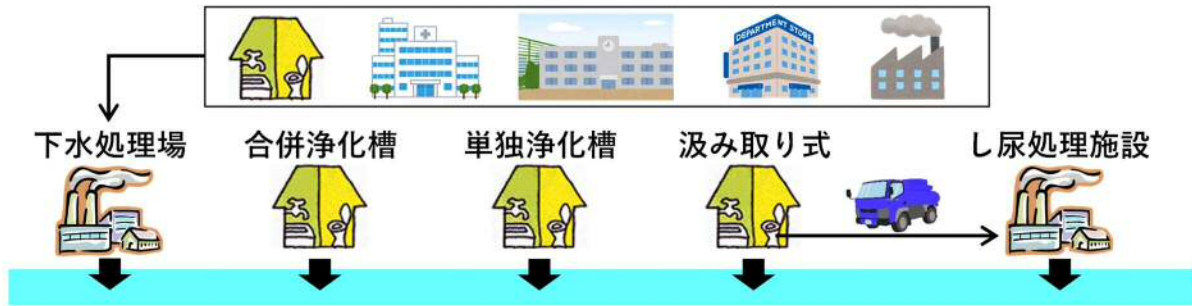 DEPARTMENT STORE
下水処理場
合併浄化槽
単独浄化槽
汲み取り式
し尿処理施設